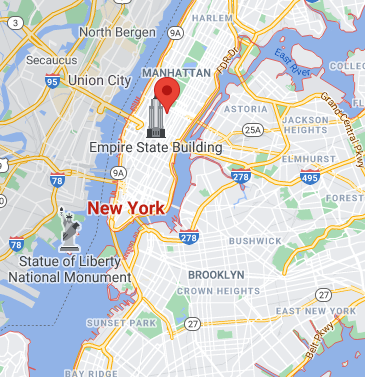 HARLEM
3
North Bergen
9A
Secaucus
MANHATTAN
FDR Dr
East River
COLLEG
95
Union City
ASTORIA
Grand Central Pkwy
25A
JACKSON
HEIGHTS
Empire State Building
ELMHURST
78
9A
278
495
New York
FOREST
78
278
BUSHWICK
Statue of Liberty
National Monument
BROOKLYN
CROWN HEIGHTS
27
EAST NEW YORK
27
SUNSET PARK
Belt Pkwy
BAY RIDGE